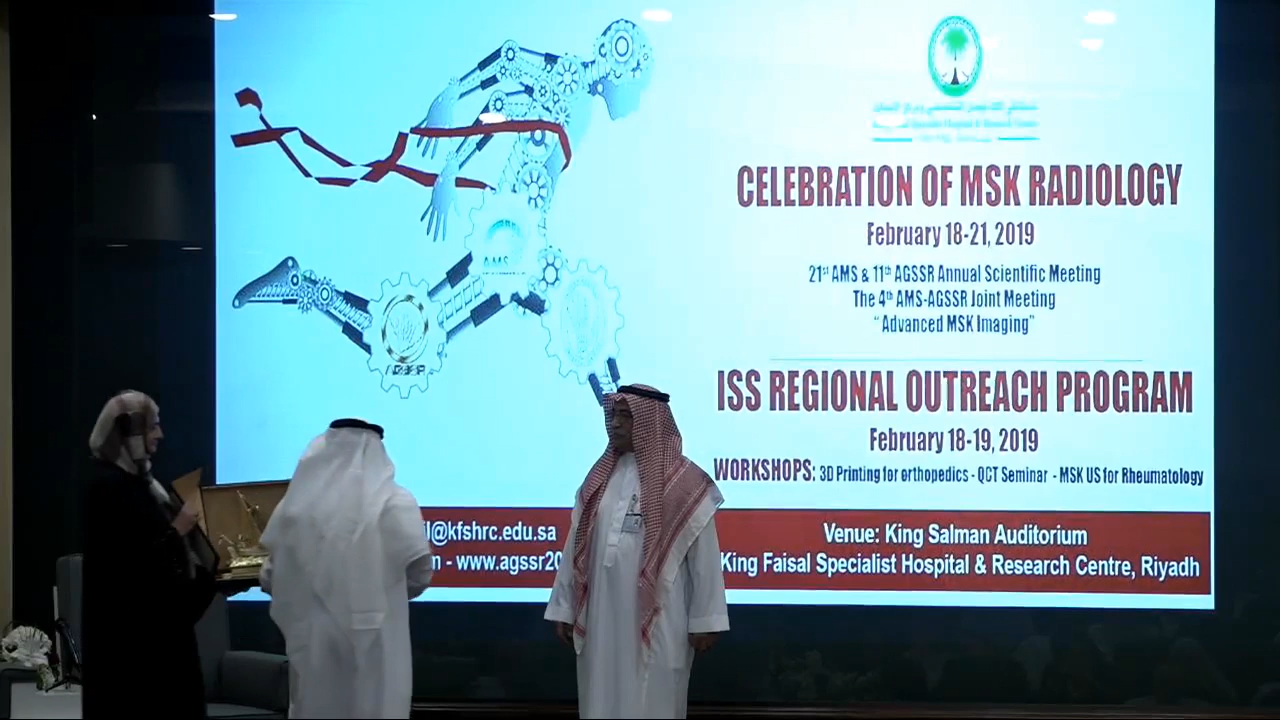 AMS
CELEBRATION OF MSK RADIOLOGY
February 18-21, 2019
21st AMS & 11th AGSSR Annual Scientific Meeting
The 4th AMS-AGSSR Joint Meeting
"Advanced MSK Imaging"
ISS REGIONAL OUTREACH PROGRAM
February 18-19, 2019
WORKSHOPS: 3D Printing for orthopedics - QCT Seminar - MSK US for Rheumatology
l@kfshrc.edu.sa
m - www.agssr20
Venue: King Salman Auditorium
King Faisal Specialist Hospital & Research Centre, Riyadh